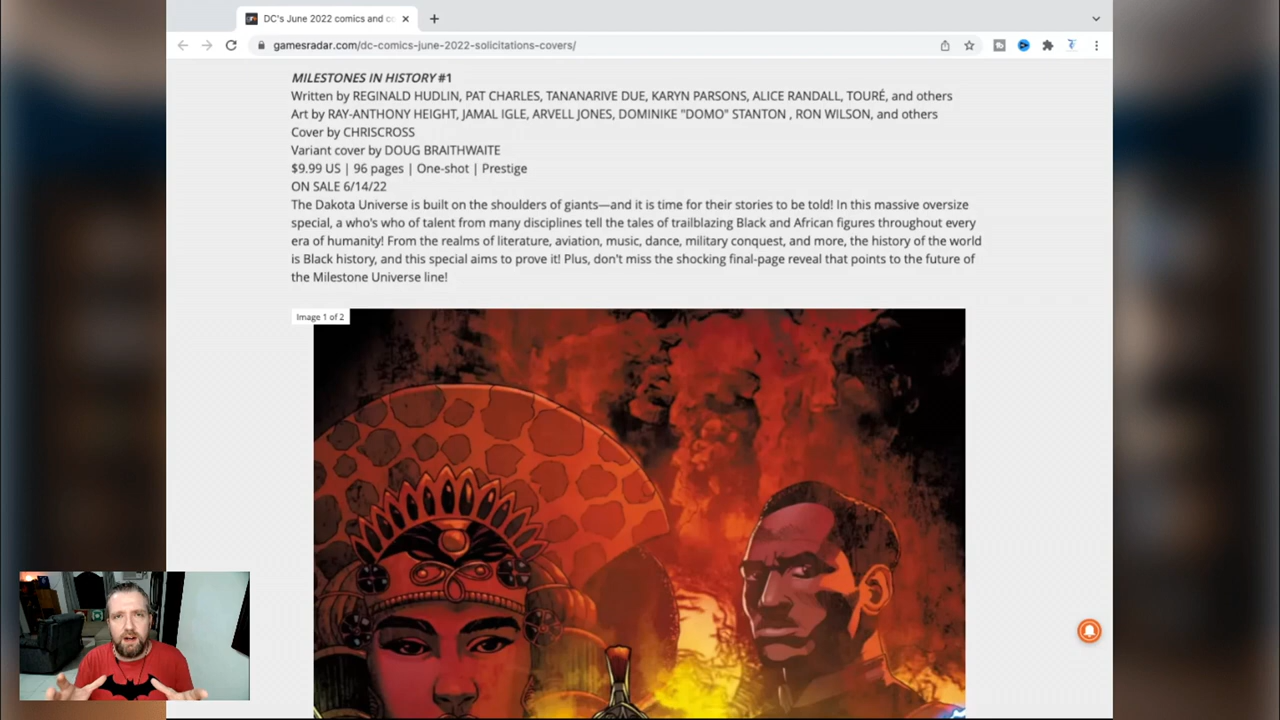 DC's June 2022 comics and co
gamesradar.com/dc-comics-june-2022-solicitations-covers/
MILESTONES IN HISTORY #1
Written by REGINALD HUDLIN, PAT CHARLES, TANANARIVE DUE, KARYN PARSONS, ALICE RANDALL, TOURÉ, and others
Art by RAY-ANTHONY HEIGHT, JAMAL IGLE, ARVELL JONES, DOMINIKE "DOMO" STANTON , RON WILSON, and others
Cover by CHRISCROSS
Variant cover by DOUG BRAITHWAITE
$9.99 US | 96 pages | One-shot | Prestige
ON SALE 6/14/22
The Dakota Universe is built on the shoulders of giants—and it is time for their stories to be told! In this massive oversize
special, a who's who of talent from many disciplines tell the tales of trailblazing Black and African figures throughout every
era of humanity! From the realms of literature, aviation, music, dance, military conquest, and more, the history of the world
is Black history, and this special aims to prove it! Plus, don't miss the shocking final-page reveal that points to the future of
the Milestone Universe line!
Image 1 of 2